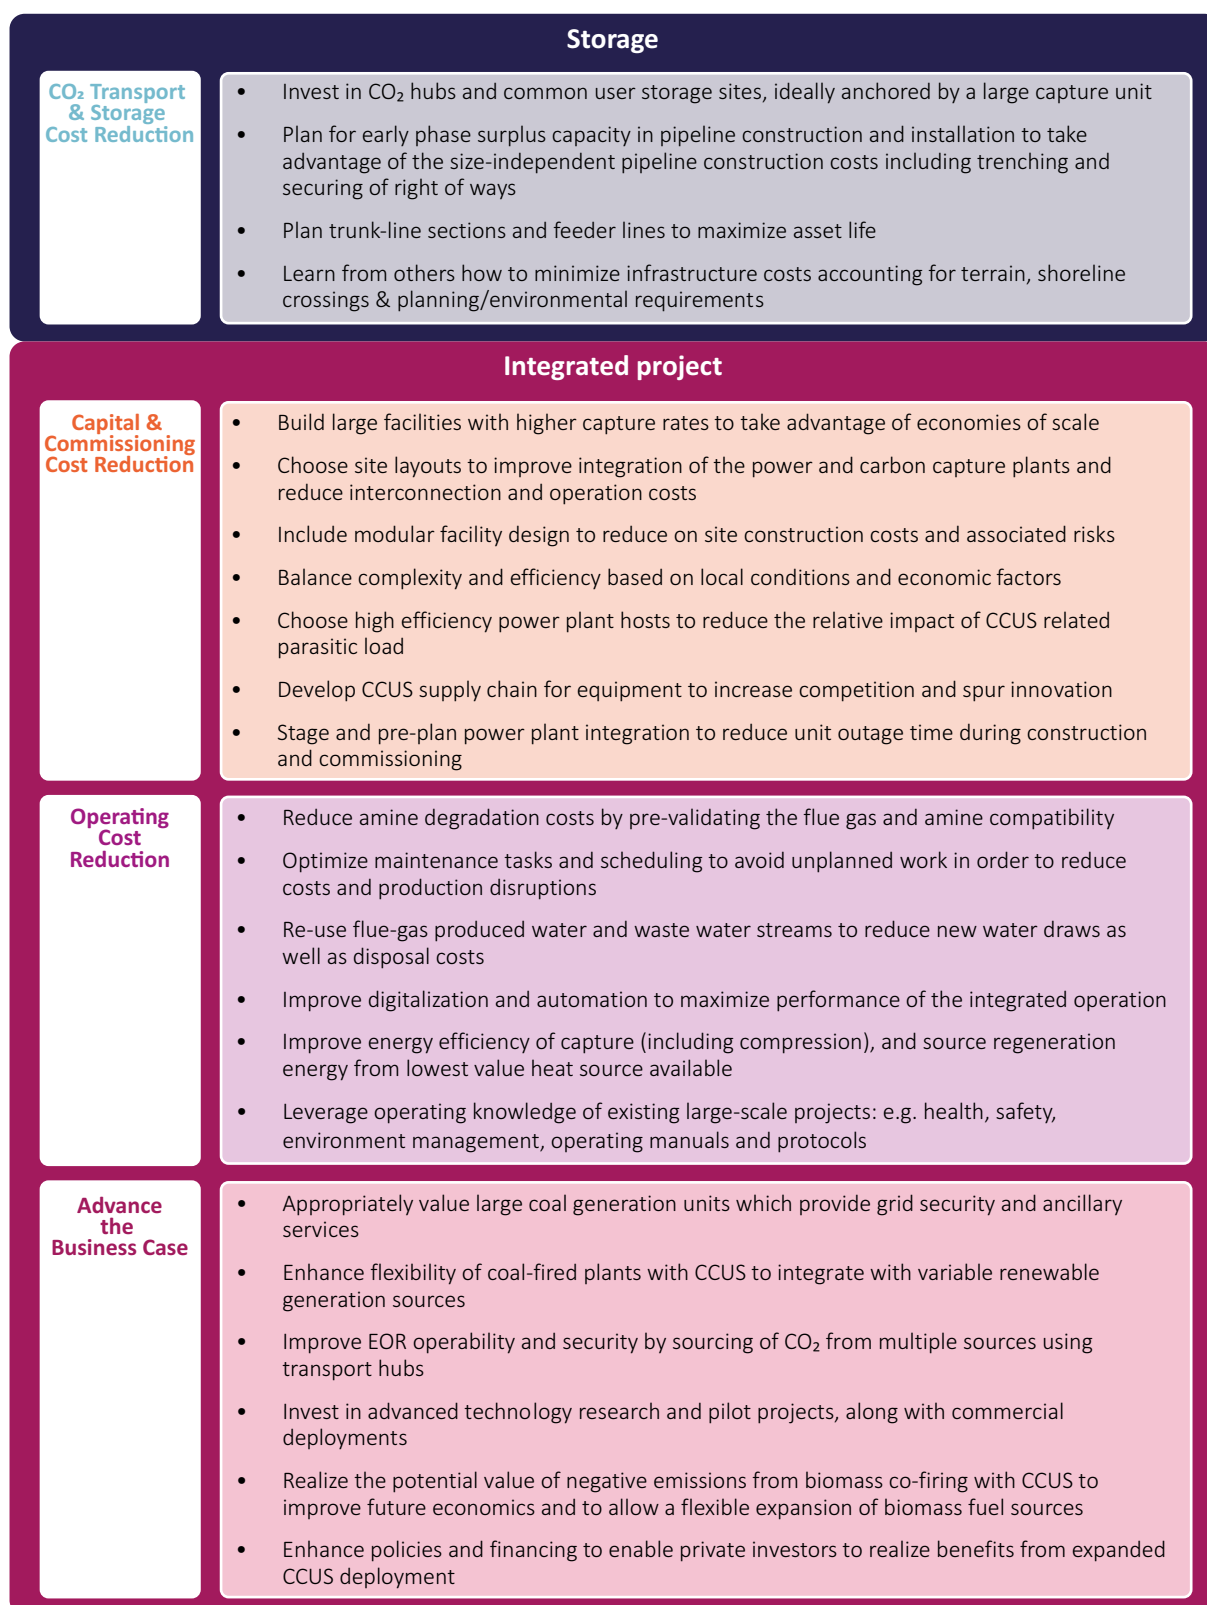 Storage
CO₂ Transport
& Storage
Cost Reduction
• Invest in CO₂ hubs and common user storage sites, ideally anchored by a large capture unit
• Plan for early phase surplus capacity in pipeline construction and installation to take
advantage of the size-independent pipeline construction costs including trenching and
securing of right of ways
• Plan trunk-line sections and feeder lines to maximize asset life
• Learn from others how to minimize infrastructure costs accounting for terrain, shoreline
crossings & planning/environmental requirements
Integrated project
Capital &
Commissioning
Cost Reduction
• Build large facilities with higher capture rates to take advantage of economies of scale
• Choose site layouts to improve integration of the power and carbon capture plants and
reduce interconnection and operation costs
• Include modular facility design to reduce on site construction costs and associated risks
• Balance complexity and efficiency based on local conditions and economic factors
• Choose high efficiency power plant hosts to reduce the relative impact of CCUS related
parasitic load
• Develop CCUS supply chain for equipment to increase competition and spur innovation
• Stage and pre-plan power plant integration to reduce unit outage time during construction
and commissioning
Operating
Cost
Reduction
• Reduce amine degradation costs by pre-validating the flue gas and amine compatibility
• Optimize maintenance tasks and scheduling to avoid unplanned work in order to reduce
costs and production disruptions
• Re-use flue-gas produced water and waste water streams to reduce new water draws as
well as disposal costs
• Improve digitalization and automation to maximize performance of the integrated operation
• Improve energy efficiency of capture (including compression), and source regeneration
energy from lowest value heat source available
• Leverage operating knowledge of existing large-scale projects: e.g. health, safety,
environment management, operating manuals and protocols
Advance
the
Business Case
• Appropriately value large coal generation units which provide grid security and ancillary
services
• Enhance flexibility of coal-fired plants with CCUS to integrate with variable renewable
generation sources
• Improve EOR operability and security by sourcing of CO₂ from multiple sources using
transport hubs
• Invest in advanced technology research and pilot projects, along with commercial
deployments
• Realize the potential value of negative emissions from biomass co-firing with CCUS to
improve future economics and to allow a flexible expansion of biomass fuel sources
• Enhance policies and financing to enable private investors to realize benefits from expanded
CCUS deployment